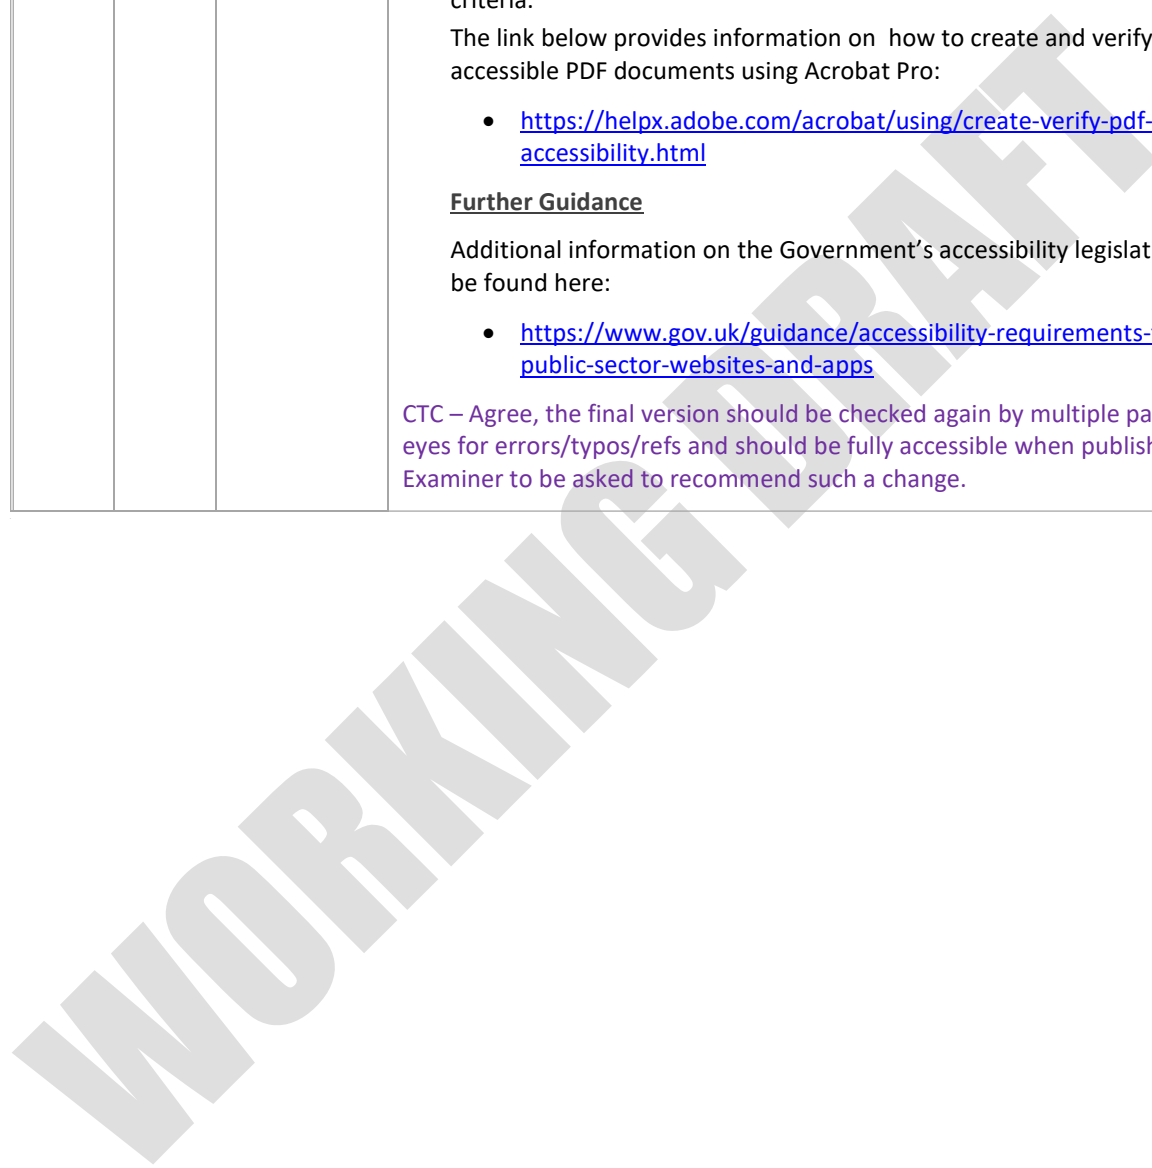 criteria.
The link below provides information on how to create and verify
accessible PDF documents using Acrobat Pro:
• https://helpx.adobe.com/acrobat/using/create-verify-pdf-
accessibility.html
Further Guidance
Additional information on the Government’s accessibility
be found here:
• https://www.gov.uk/guidance/accessibility-requirements-
public-sector-websites-and-apps
CTC – Agree, the final version should be checked again by multiple
eyes for errors/typos/refs and should be fully accessible when
Examiner to be asked to recommend such a change.
WORKING DRAFT